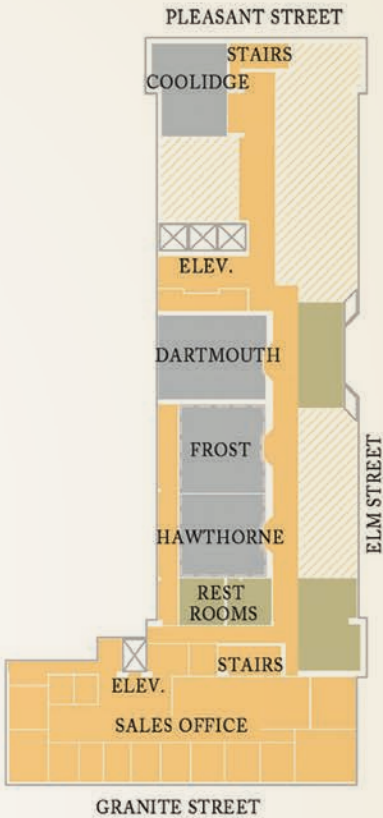 PLEASANT STREET
STAIRS
COOLIDGE
ELEV.
DARTMOUTH
FROST
ELM STREET
HAWTHORNE
REST
ROOMS
STAIRS
ELEV.
SALES OFFICE
GRANITE STREET